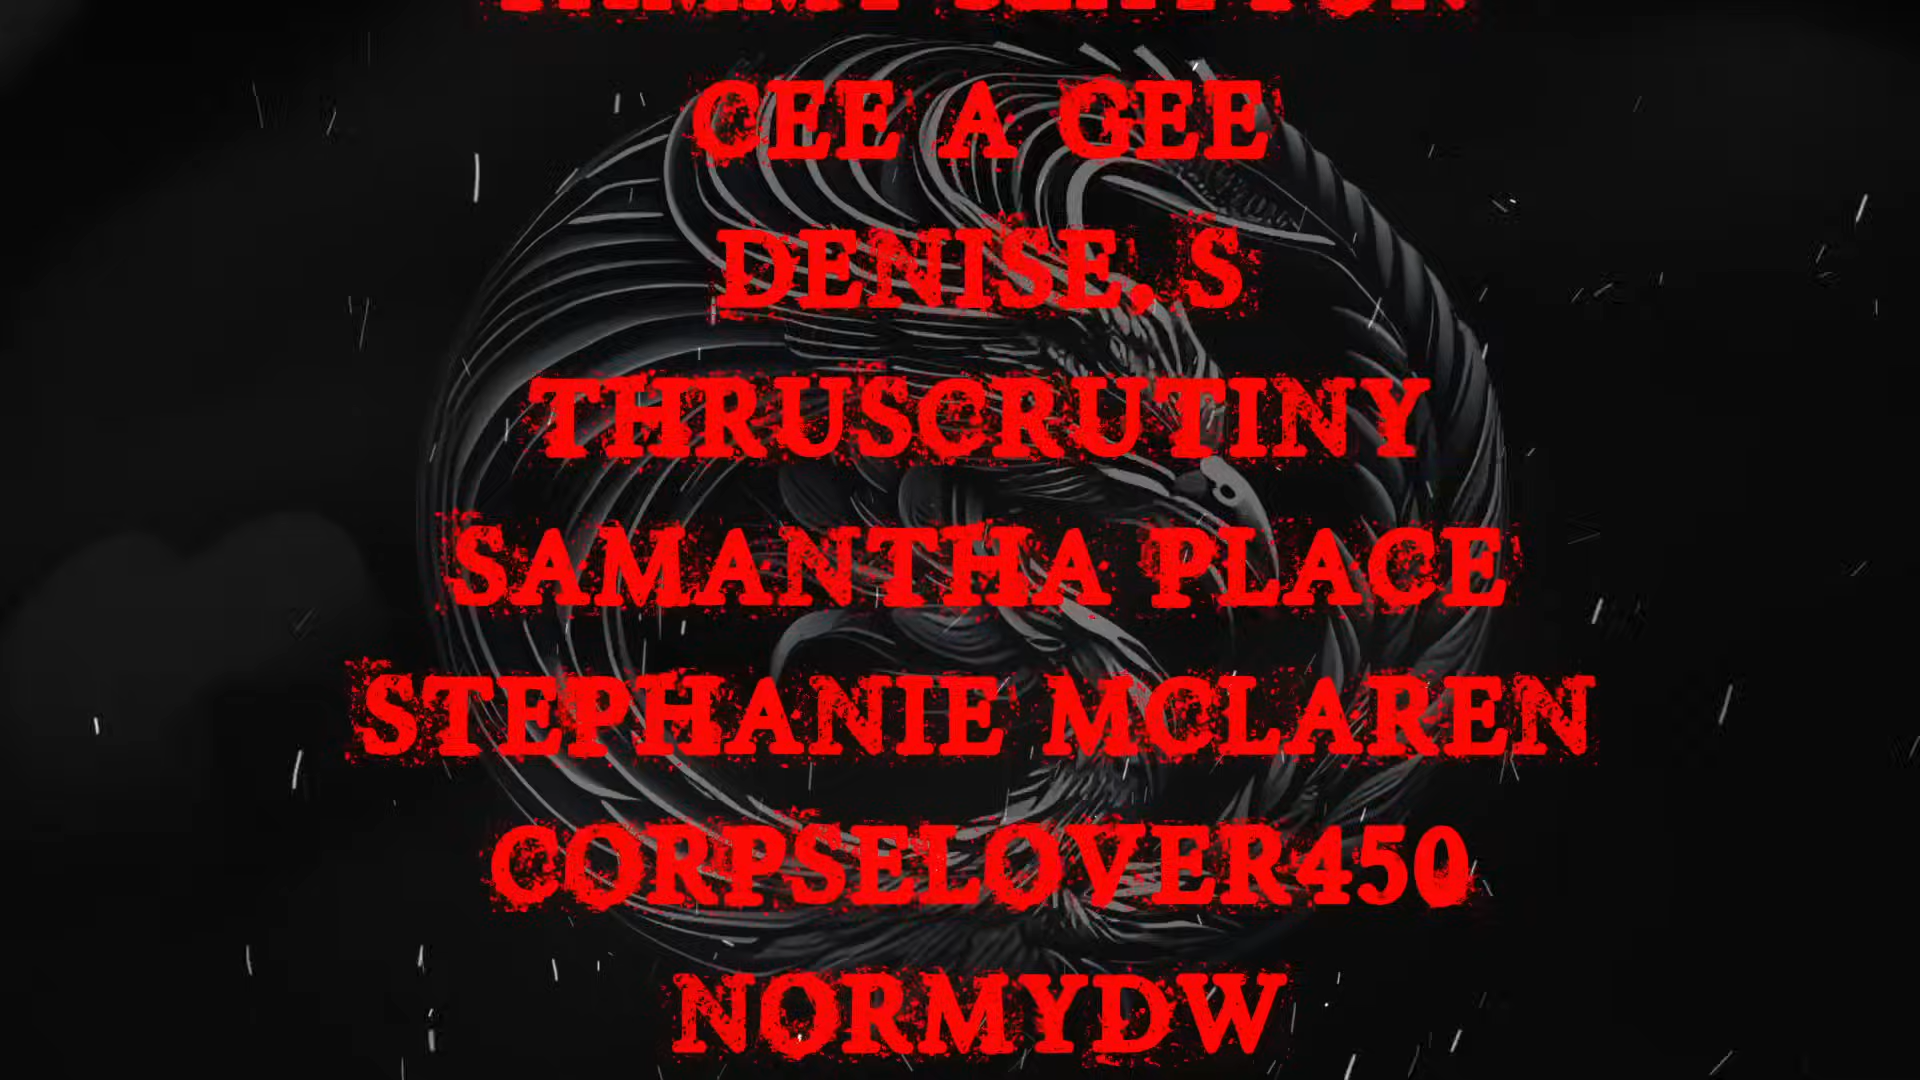 CEE A GEE
DENISE, S
THRUSCRUTINY
SAMANTHA PLACE
STEPHANIE MCLAREN
CORPSELOVER450
NORMYDW